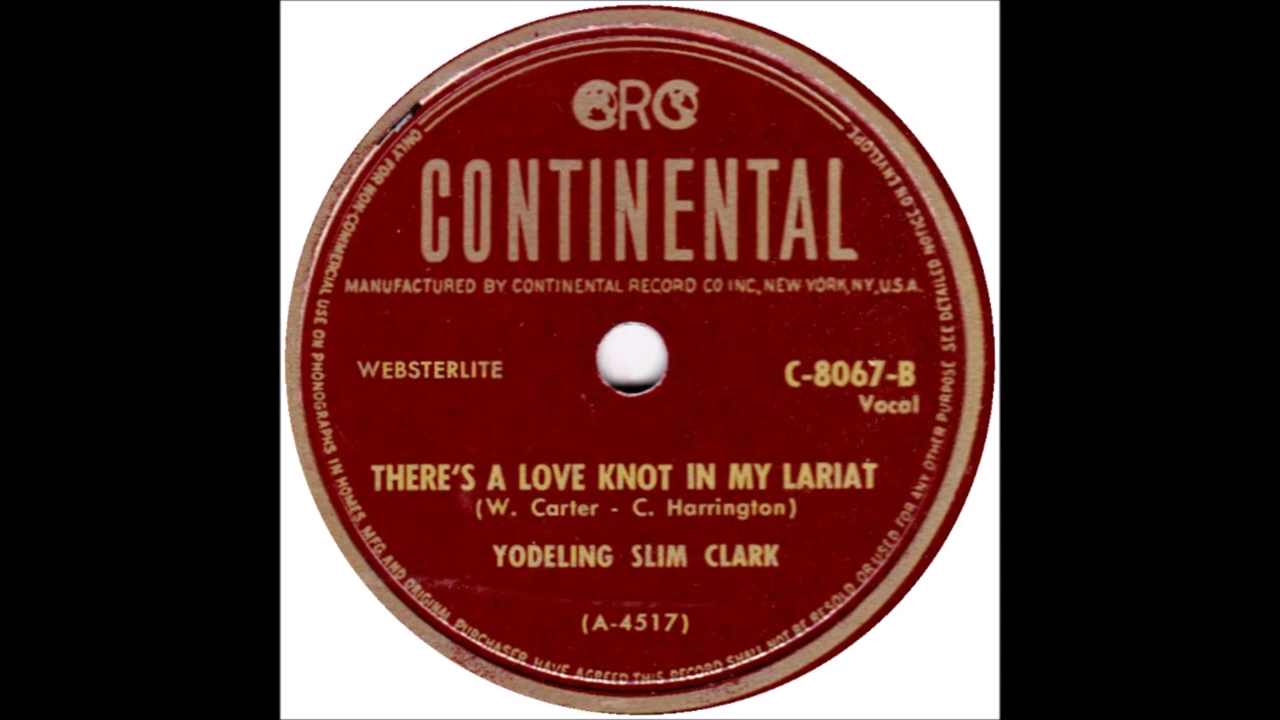 CRC
CONTINENTAL
MANUFACTURED BY CONTINENTAL RECORD CO INC, NEW YORK, NY, U.S.A.
WEBSTERLITE
C-8067-B
Vocal
THERE'S A LOVE KNOT IN MY LARIAT
(W. Carter - C. Harrington)
YODELING SLIM CLARK
(A-4517)
ONLY FOR NON-COMMERCIAL USE ON PHONOGRAPHS IN HOMES. MFG AND ORIGINAL PURCHASER HAVE AGREED THIS RECORD SHALL NOT BE RESOLD OR USED FOR ANY OTHER PURPOSE SEE DETAILED NOTICE ON ENVELOPE